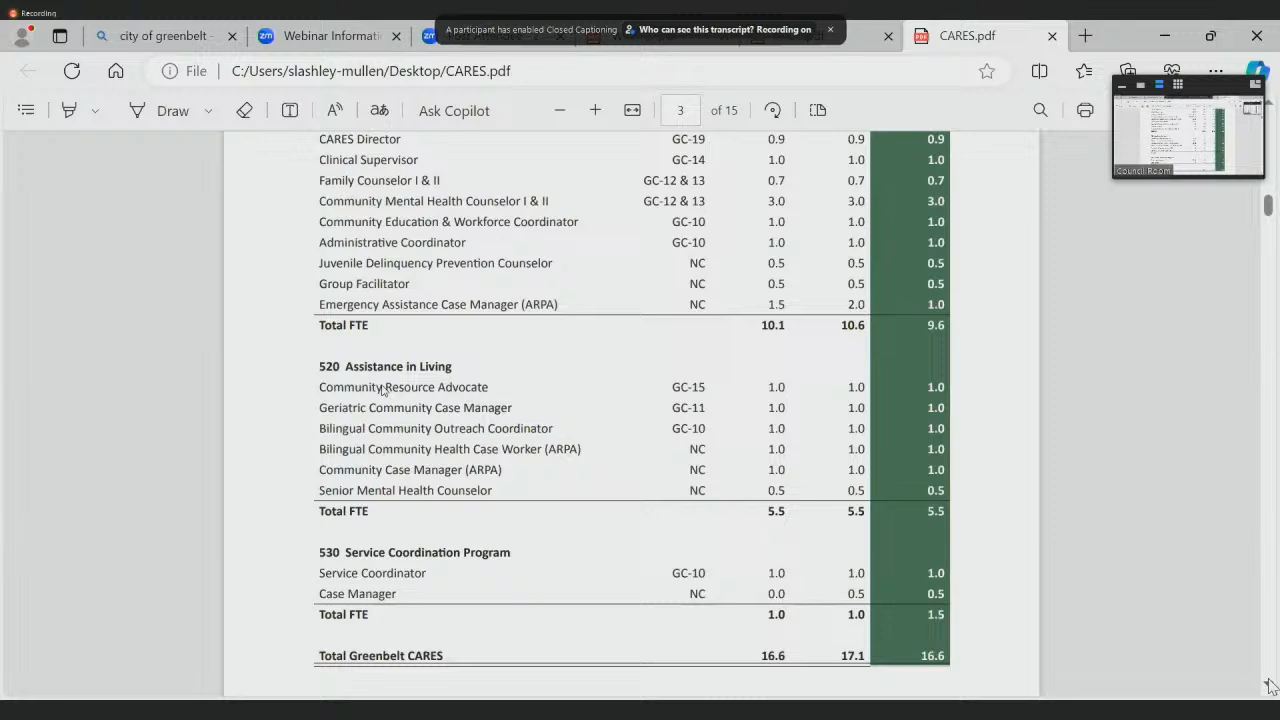 Recording
A participant has enabled Closed Captioning Who can see this transcript? Recording on
city of greenbelt -
Webinar Informati
CARES.pdf
File C:/Users/slashley-mullen/Desktop/CARES.pdf
Draw Ask Copilot 3 of 15
Council Room
CARES Director GC-19 0.9 0.9 0.9
Clinical Supervisor GC-14 1.0 1.0 1.0
Family Counselor I & II GC-12 & 13 0.7 0.7 0.7
Community Mental Health Counselor I & II GC-12 & 13 3.0 3.0 3.0
Community Education & Workforce Coordinator GC-10 1.0 1.0 1.0
Administrative Coordinator GC-10 1.0 1.0 1.0
Juvenile Delinquency Prevention Counselor NC 0.5 0.5 0.5
Group Facilitator NC 0.5 0.5 0.5
Emergency Assistance Case Manager (ARPA) NC 1.5 2.0 1.0
Total FTE 10.1 10.6 9.6
520 Assistance in Living
Community Resource Advocate GC-15 1.0 1.0 1.0
Geriatric Community Case Manager GC-11 1.0 1.0 1.0
Bilingual Community Outreach Coordinator GC-10 1.0 1.0 1.0
Bilingual Community Health Case Worker (ARPA) NC 1.0 1.0 1.0
Community Case Manager (ARPA) NC 1.0 1.0 1.0
Senior Mental Health Counselor NC 0.5 0.5 0.5
Total FTE 5.5 5.5 5.5
530 Service Coordination Program
Service Coordinator GC-10 1.0 1.0 1.0
Case Manager NC 0.0 0.5 0.5
Total FTE 1.0 1.0 1.5
Total Greenbelt CARES 16.6 17.1 16.6